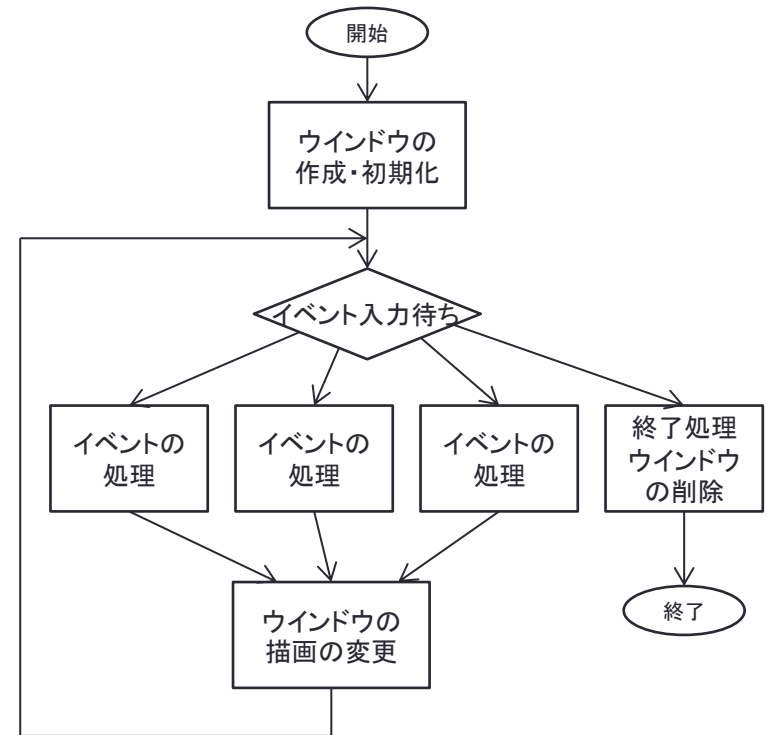 開始
ウインドウの
作成・初期化
イベント入力待ち
イベントの
処理
イベントの
処理
イベントの
処理
終了処理
ウインドウ
の削除
ウインドウの
描画の変更
終了